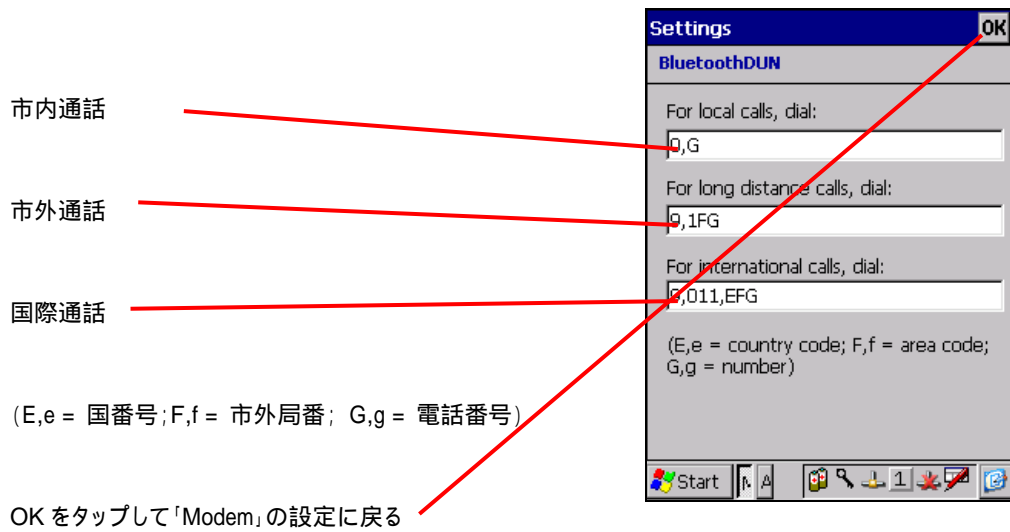 Settings
OK
BluetoothDUN
市内通話
For local calls, dial:
0,G
For long distance calls, dial:
市外通話
9,1FG
For international calls, dial:
国際通話
9,011,EFG
(E,e = country code; F,f = area code;
G,g = number)
(E,e = 国番号;F,f = 市外局番; G,g = 電話番号)
Start
A
1
OK をタップして「Modem」の設定に戻る